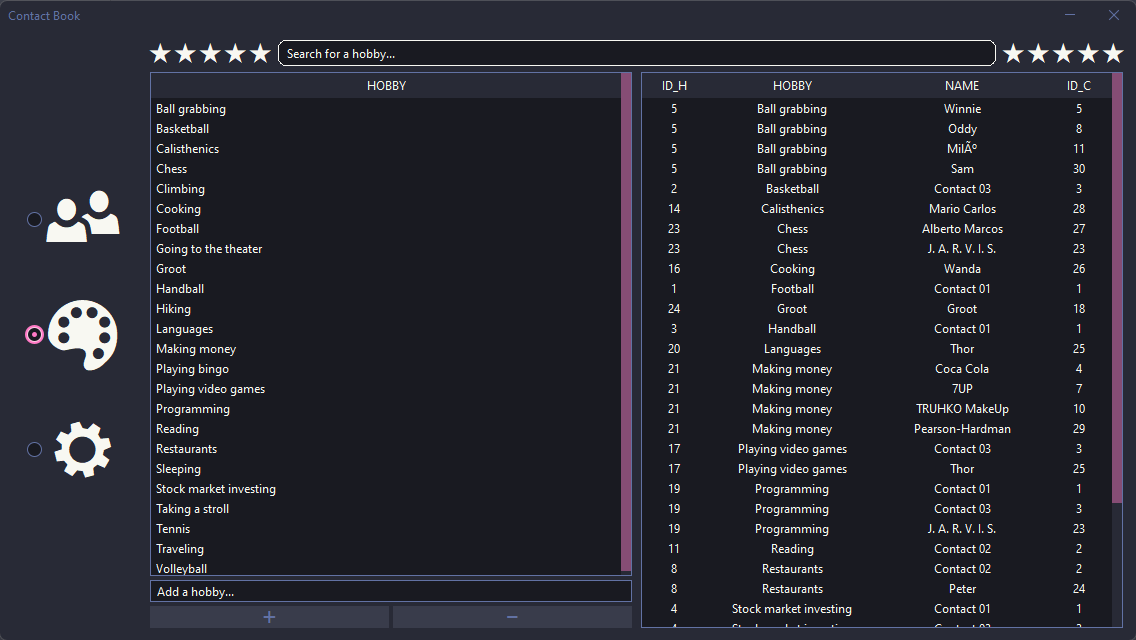 Contact Book
Search for a hobby...
HOBBY
Ball grabbing
Basketball
Calisthenics
Chess
Climbing
Cooking
Football
Going to the theater
Groot
Handball
Hiking
Languages
Making money
Playing bingo
Playing video games
Programming
Reading
Restaurants
Sleeping
Stock market investing
Taking a stroll
Tennis
Traveling
Volleyball
Add a hobby...
+ −
ID_H HOBBY NAME ID_C
5 Ball grabbing Winnie 5
5 Ball grabbing Oddy 8
5 Ball grabbing MilÃº 11
5 Ball grabbing Sam 30
2 Basketball Contact 03 3
14 Calisthenics Mario Carlos 28
23 Chess Alberto Marcos 27
23 Chess J. A. R. V. I. S. 23
16 Cooking Wanda 26
1 Football Contact 01 1
24 Groot Groot 18
3 Handball Contact 01 1
20 Languages Thor 25
21 Making money Coca Cola 4
21 Making money 7UP 7
21 Making money TRUHKO MakeUp 10
21 Making money Pearson-Hardman 29
17 Playing video games Contact 03 3
17 Playing video games Thor 25
19 Programming Contact 01 1
19 Programming Contact 03 3
19 Programming J. A. R. V. I. S. 23
11 Reading Contact 02 2
8 Restaurants Contact 02 2
8 Restaurants Peter 24
4 Stock market investing Contact 01 1